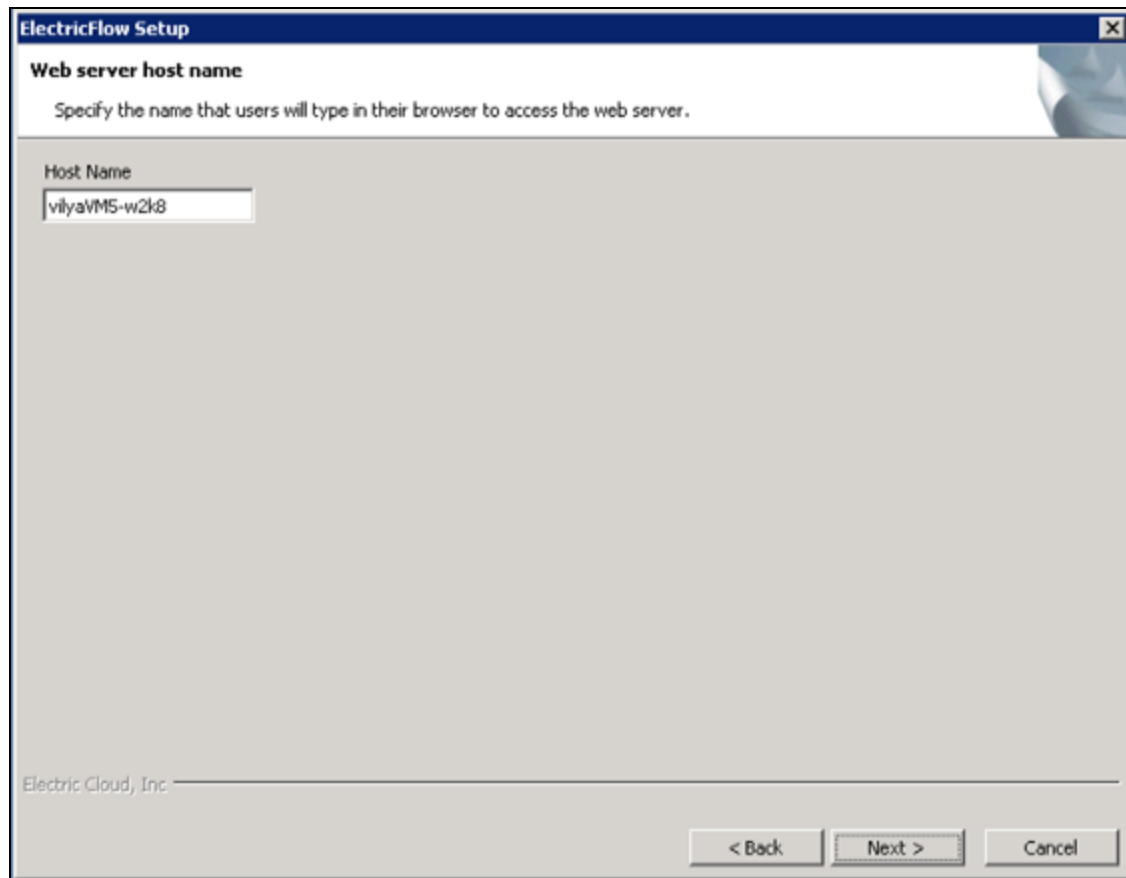 ElectricFlow Setup
Web server host name
Specify the name that users will type in their browser to access the web server.
Host Name
vilyaVM5-w2k8
Electric Cloud, Inc
< Back
Next >
Cancel